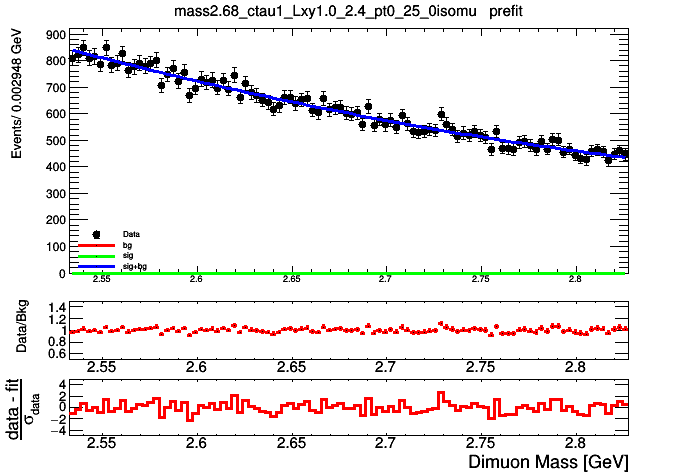 mass2.68_ctau1_Lxy1.0_2.4_pt0_25_0isomu prefit
Events/ 0.002948 GeV
900
800
700
600
500
400
300
200
100
0
Data
bg
sig
sig+bg
2.55 2.6 2.65 2.7 2.75 2.8
Data/Bkg
1.4
1.2
1
0.8
0.6
2.55 2.6 2.65 2.7 2.75 2.8
data - fit
σdata
4
2
0
−2
−4
2.55 2.6 2.65 2.7 2.75 2.8
Dimuon Mass [GeV]